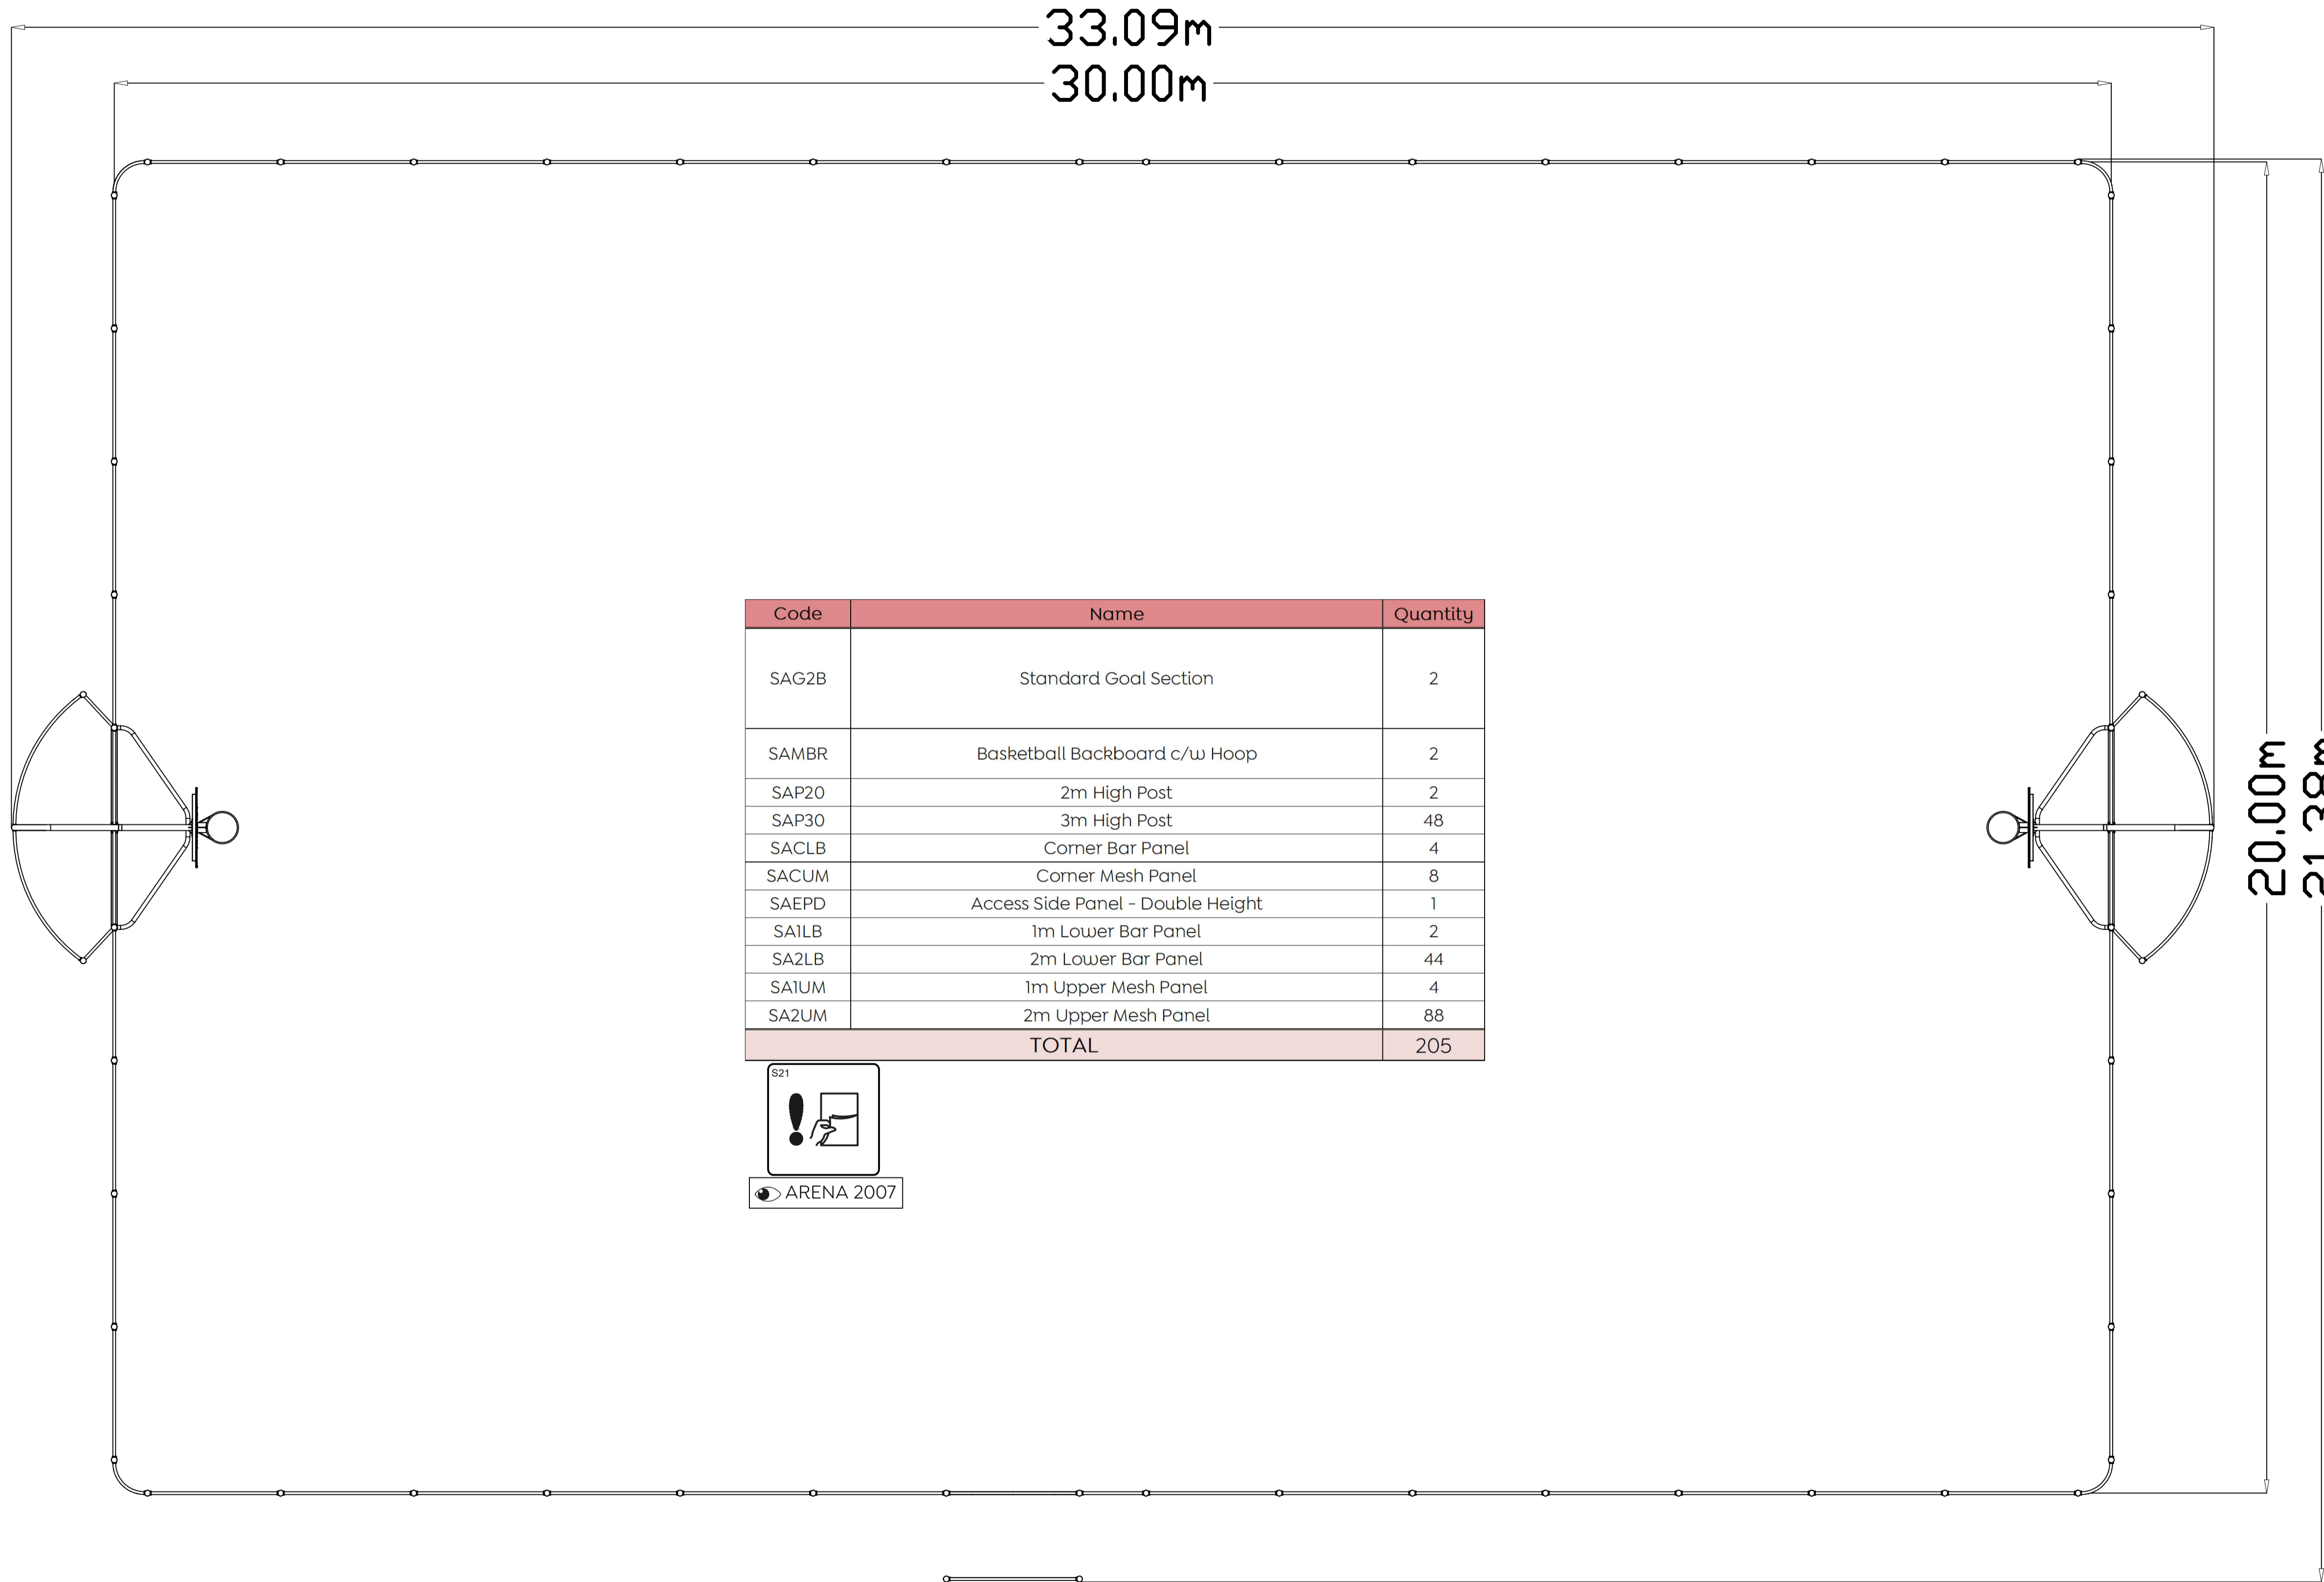 33.09m
30.00m
20.00m
21.38m
Code Name Quantity
SAG2B Standard Goal Section 2
SAMBR Basketball Backboard c/w Hoop 2
SAP20 2m High Post 2
SAP30 3m High Post 48
SACLB Corner Bar Panel 4
SACUM Corner Mesh Panel 8
SAEPD Access Side Panel - Double Height 1
SA1LB 1m Lower Bar Panel 2
SA2LB 2m Lower Bar Panel 44
SA1UM 1m Upper Mesh Panel 4
SA2UM 2m Upper Mesh Panel 88
TOTAL 205
S21
ARENA 2007